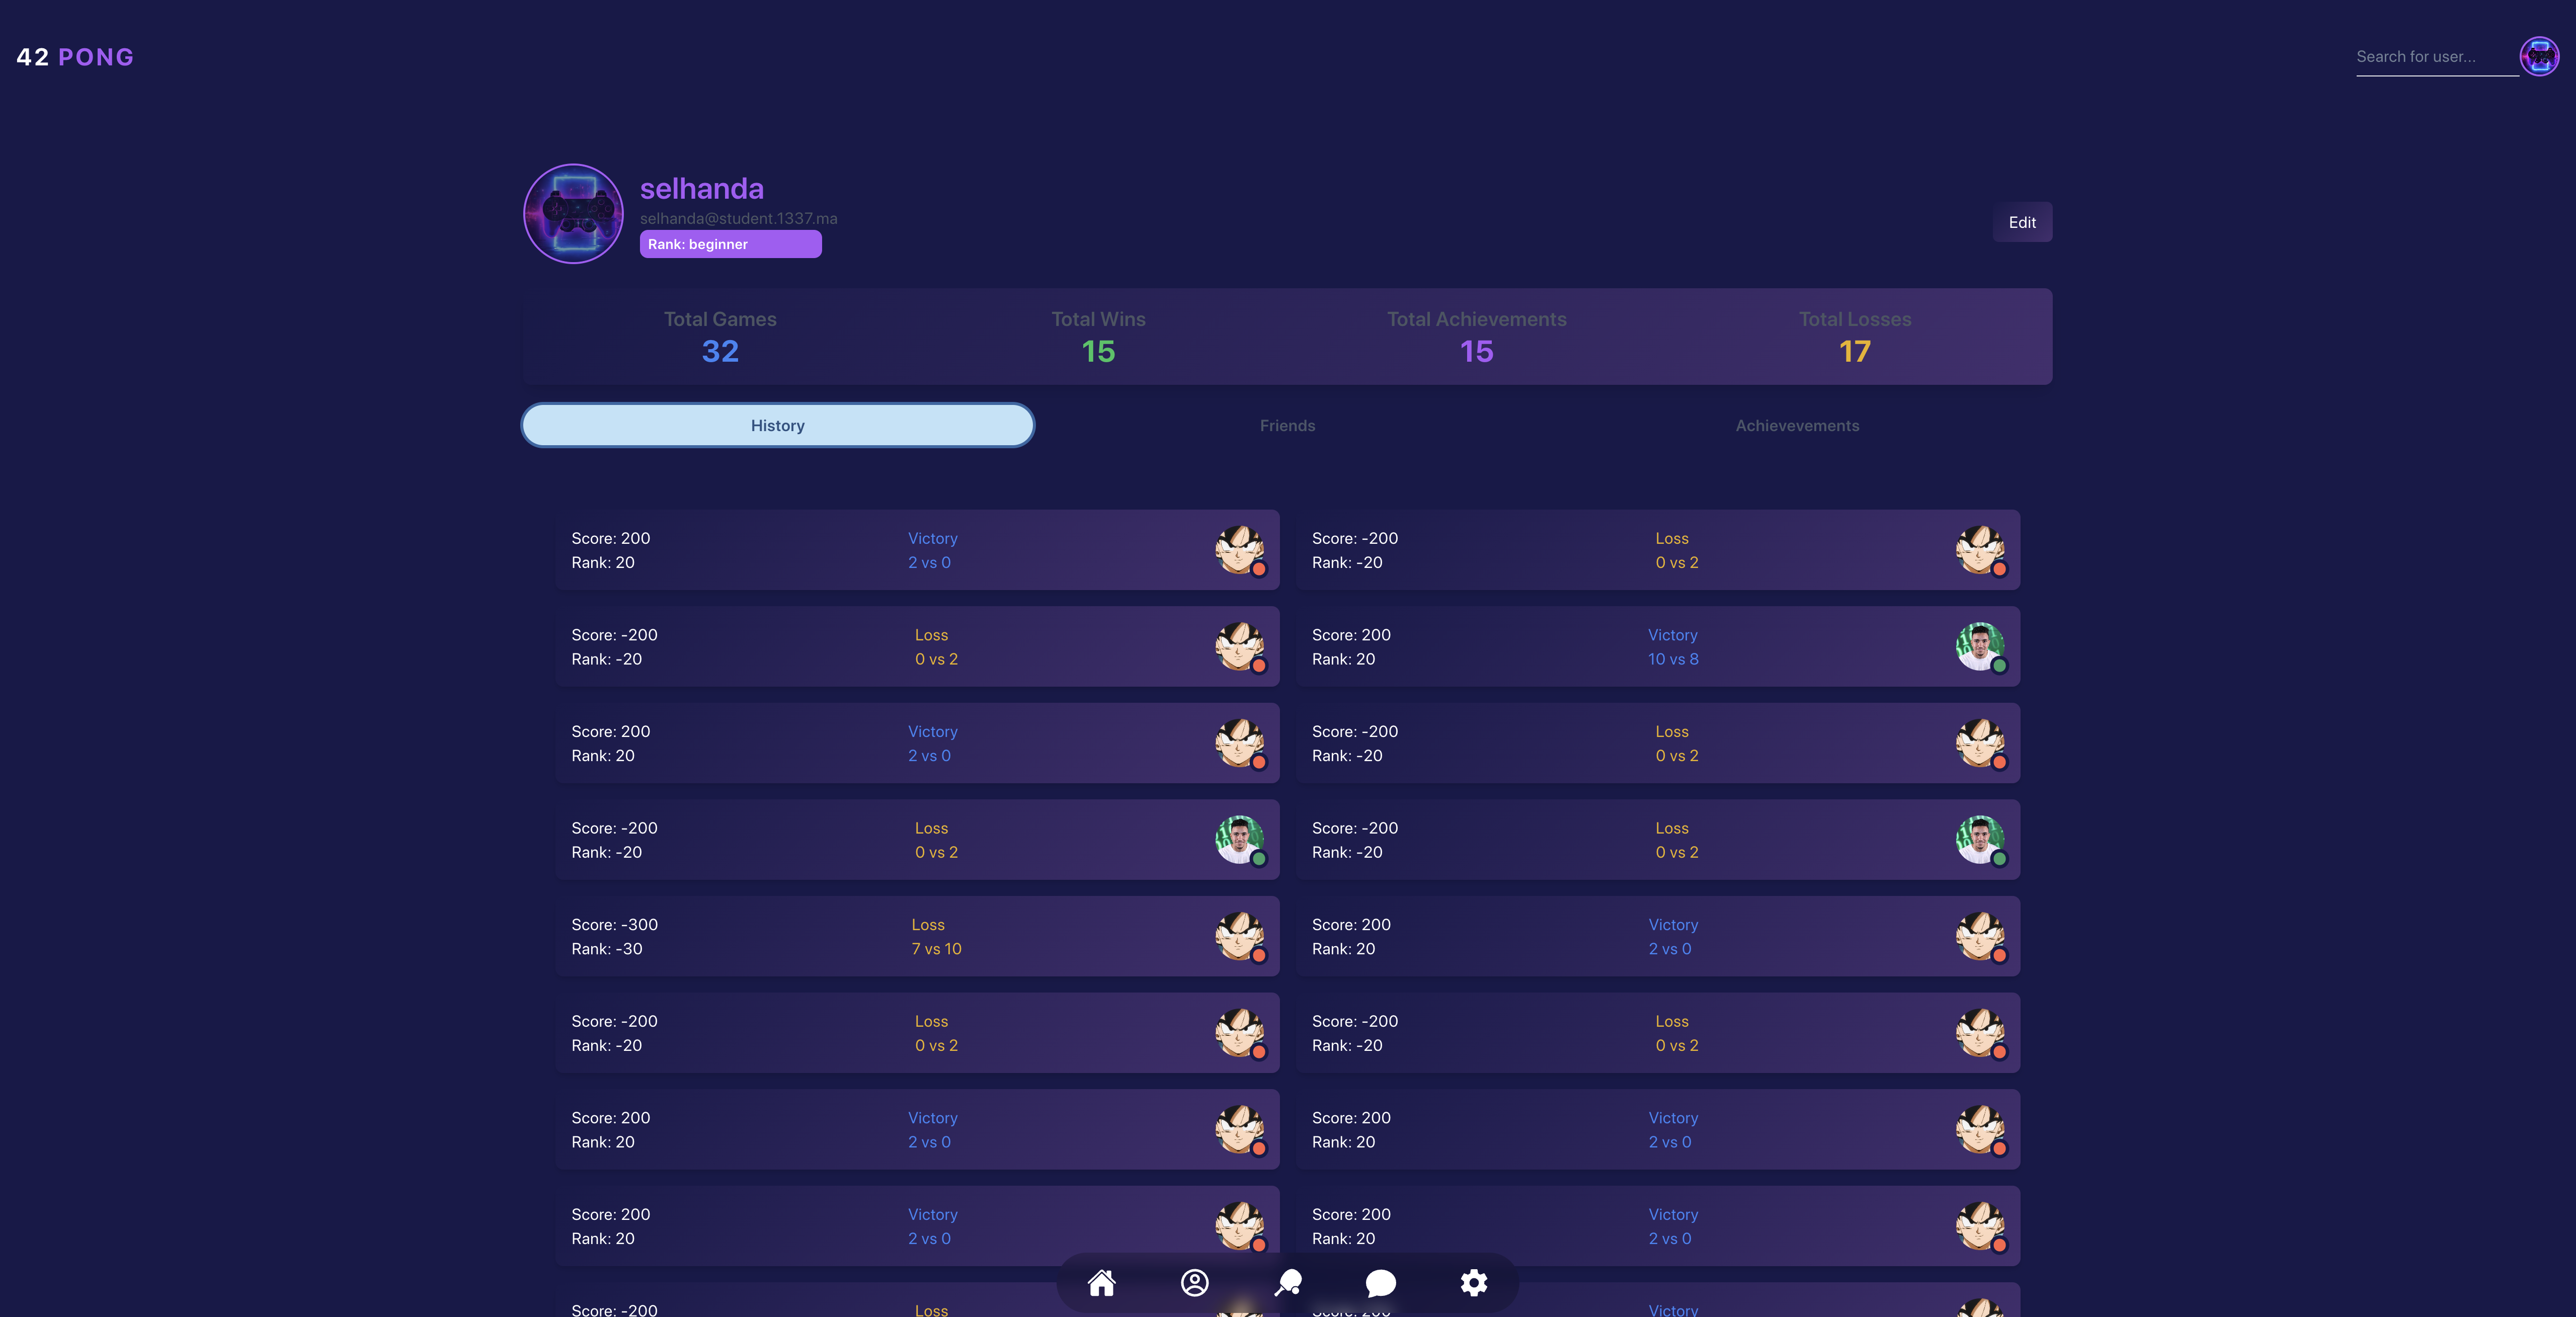 42 PONG
Search for user...
selhanda
selhanda@student.1337.ma
Rank: beginner
Edit
Total Games
32
Total Wins
15
Total Achievements
15
Total Losses
17
History
Friends
Achievevements
Score: 200
Rank: 20
Victory
2 vs 0
Score: -200
Rank: -20
Loss
0 vs 2
Score: -200
Rank: -20
Loss
0 vs 2
Score: 200
Rank: 20
Victory
10 vs 8
Score: 200
Rank: 20
Victory
2 vs 0
Score: -200
Rank: -20
Loss
0 vs 2
Score: -200
Rank: -20
Loss
0 vs 2
Score: -200
Rank: -20
Loss
0 vs 2
Score: -300
Rank: -30
Loss
7 vs 10
Score: 200
Rank: 20
Victory
2 vs 0
Score: -200
Rank: -20
Loss
0 vs 2
Score: -200
Rank: -20
Loss
0 vs 2
Score: 200
Rank: 20
Victory
2 vs 0
Score: 200
Rank: 20
Victory
2 vs 0
Score: 200
Rank: 20
Victory
2 vs 0
Score: 200
Rank: 20
Victory
2 vs 0
Score: -200
Loss
Victory